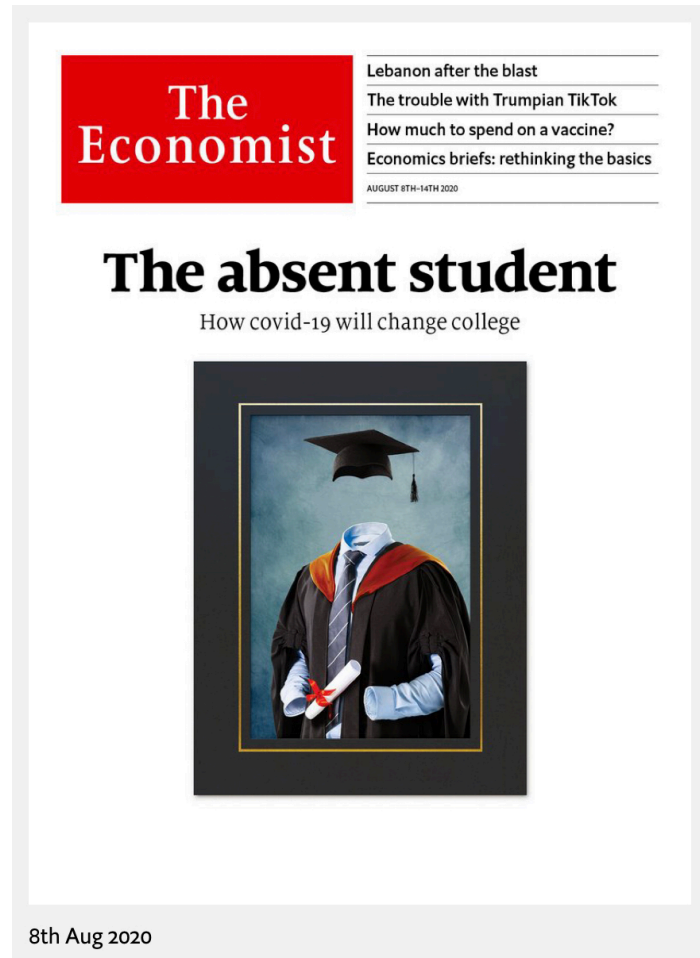 The
Economist
Lebanon after the blast
The trouble with Trumpian TikTok
How much to spend on a vaccine?
Economics briefs: rethinking the basics
AUGUST 8TH–14TH 2020
The absent student
How covid-19 will change college
8th Aug 2020